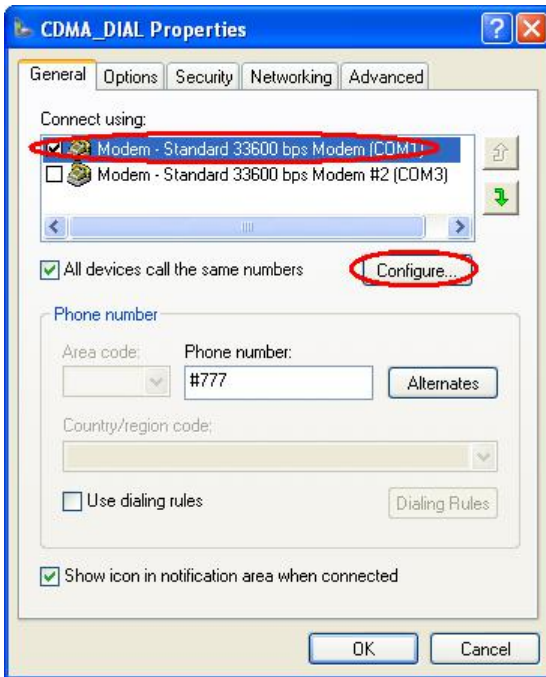 CDMA_DIAL Properties
General Options Security Networking Advanced
Connect using:
Modem - Standard 33600 bps Modem (COM1)
Modem - Standard 33600 bps Modem #2 (COM3)
All devices call the same numbers
Configure...
Phone number
Area code: Phone number:
#777
Alternates
Country/region code:
Use dialing rules
Dialing Rules
Show icon in notification area when connected
OK Cancel